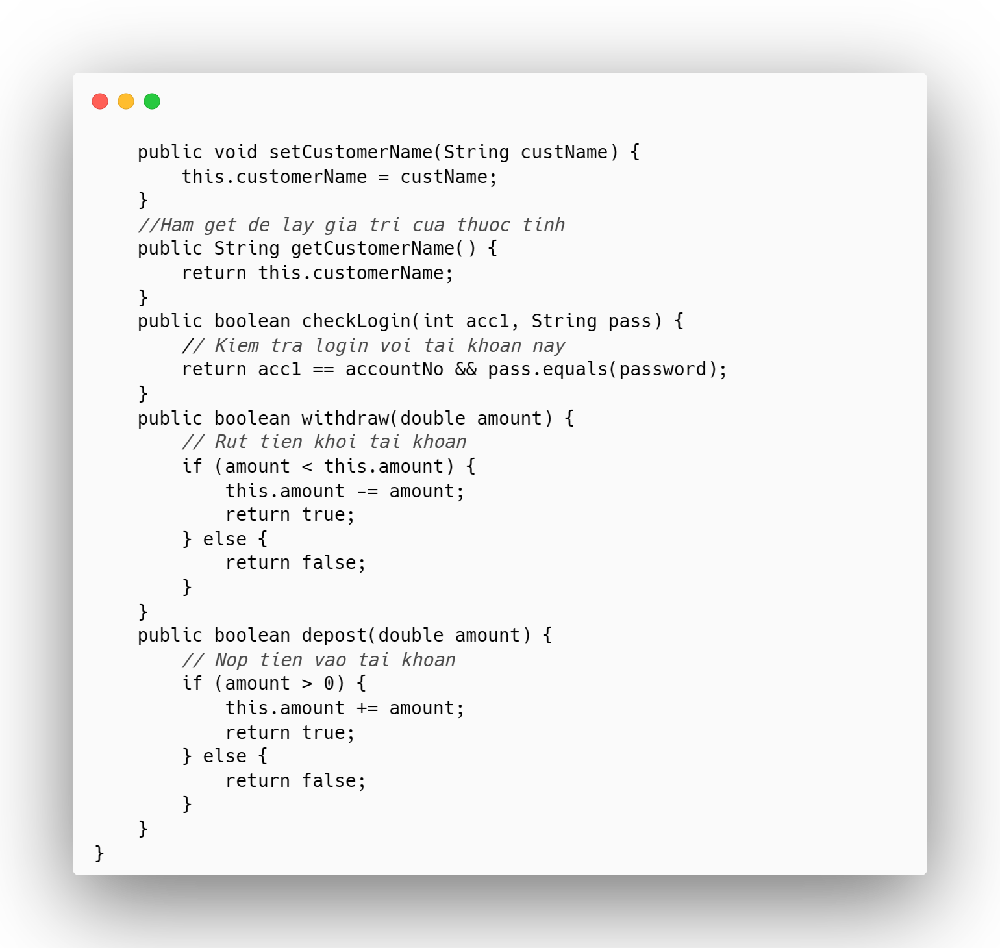 public void setCustomerName(String custName) {
        this.customerName = custName;
    }
    //Ham get de lay gia tri cua thuoc tinh
    public String getCustomerName() {
        return this.customerName;
    }
    public boolean checkLogin(int acc1, String pass) {
        // Kiem tra login voi tai khoan nay
        return acc1 == accountNo && pass.equals(password);
    }
    public boolean withdraw(double amount) {
        // Rut tien khoi tai khoan
        if (amount < this.amount) {
            this.amount -= amount;
            return true;
        } else {
            return false;
        }
    }
    public boolean depost(double amount) {
        // Nop tien vao tai khoan
        if (amount > 0) {
            this.amount += amount;
            return true;
        } else {
            return false;
        }
    }
}